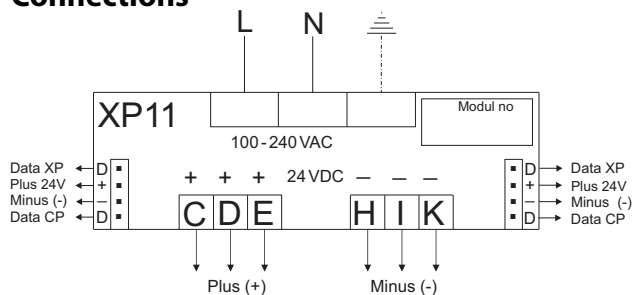 Connections
L N
XP11
Modul no
100-240 VAC
Data XP D
Plus 24V +
Minus (-) –
Data CP D
+ + + 24 VDC – – –
C D E H I K
D Data XP
+ Plus 24V
– Minus (-)
D Data CP
Plus (+) Minus (-)